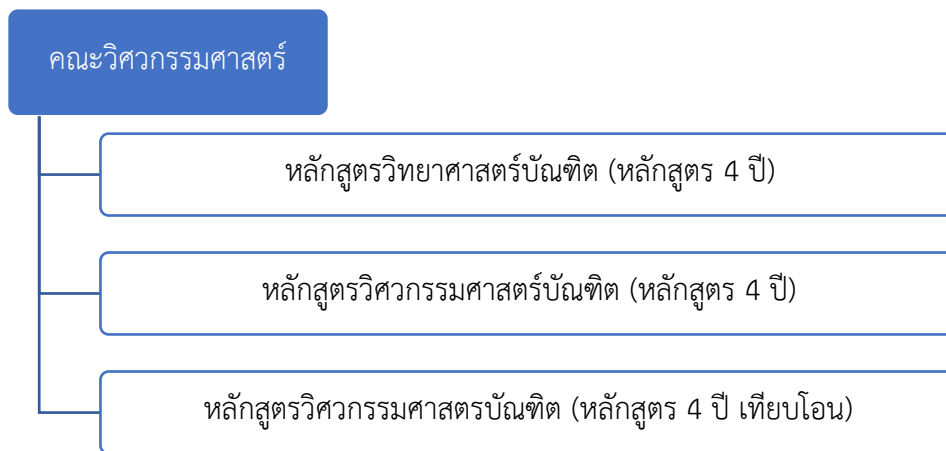 คณะวิศวกรรมศาสตร์
หลักสูตรวิทยาศาสตร์บัณฑิต (หลักสูตร 4 ปี)
หลักสูตรวิศวกรรมศาสตร์บัณฑิต (หลักสูตร 4 ปี)
หลักสูตรวิศวกรรมศาสตรบัณฑิต (หลักสูตร 4 ปี เทียบโอน)